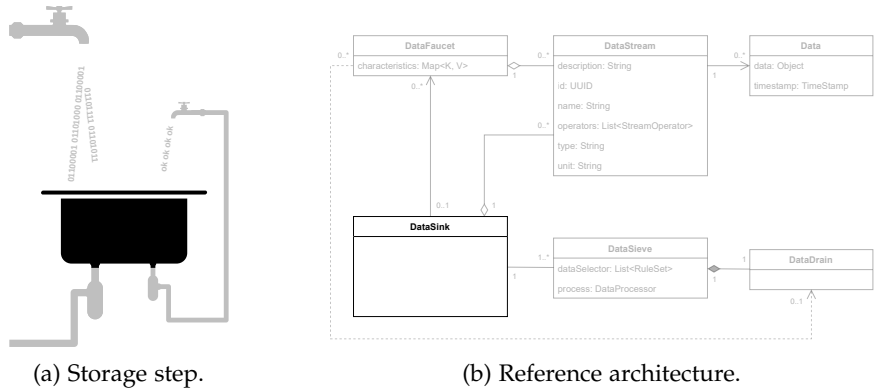 01100001 01101000 01100001
01101111 01101011
ok ok ok ok
(a) Storage step.
DataFaucet
characteristics: Map<K, V>
0..*
0..*
1
0..*
DataStream
description: String
id: UUID
name: String
operators: List<StreamOperator>
type: String
unit: String
0..*
1
0..*
Data
data: Object
timestamp: TimeStamp
0..1
1
DataSink
1..*
1
DataSieve
dataSelector: List<RuleSet>
process: DataProcessor
1
1
DataDrain
0..1
(b) Reference architecture.